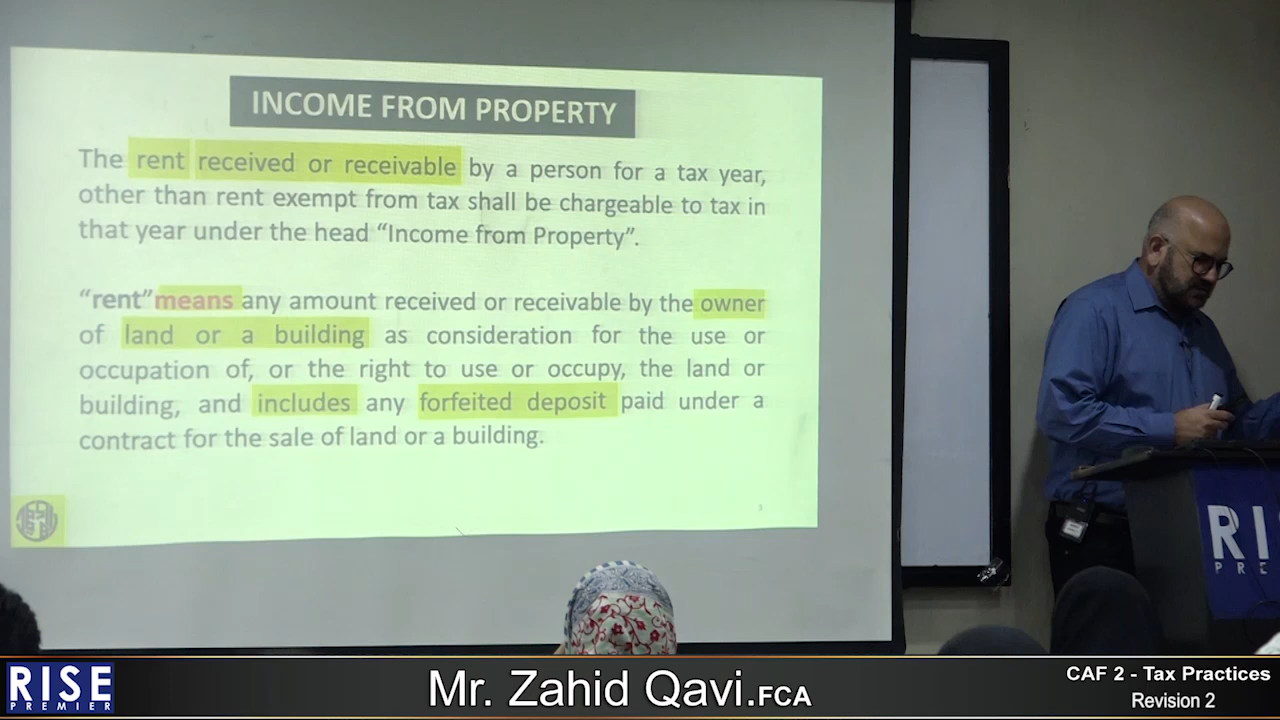 INCOME FROM PROPERTY
The rent received or receivable by a person for a tax year,
other than rent exempt from tax shall be chargeable to tax in
that year under the head “Income from Property”.
“rent”means any amount received or receivable by the owner
of land or a building as consideration for the use or
occupation of, or the right to use or occupy, the land or
building, and includes any forfeited deposit paid under a
contract for the sale of land or a building.
3
RI
PRE
RISE
PREMIER
Mr. Zahid Qavi.FCA
CAF 2 - Tax Practices
Revision 2